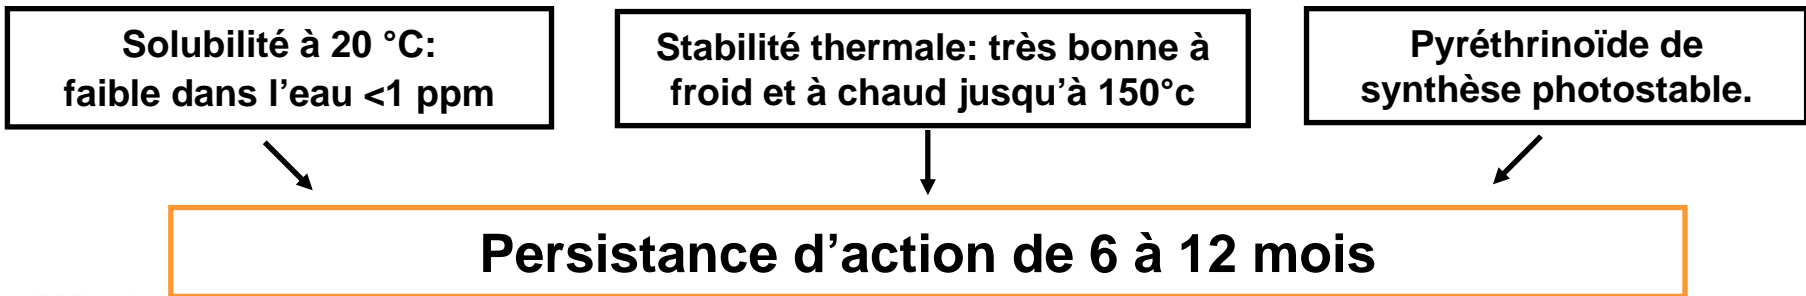 Solubilité à 20 °C:
faible dans l’eau <1 ppm
Stabilité thermale: très bonne à
froid et à chaud jusqu’à 150°c
Pyréthrinoïde de
synthèse photostable.
Persistance d’action de 6 à 12 mois